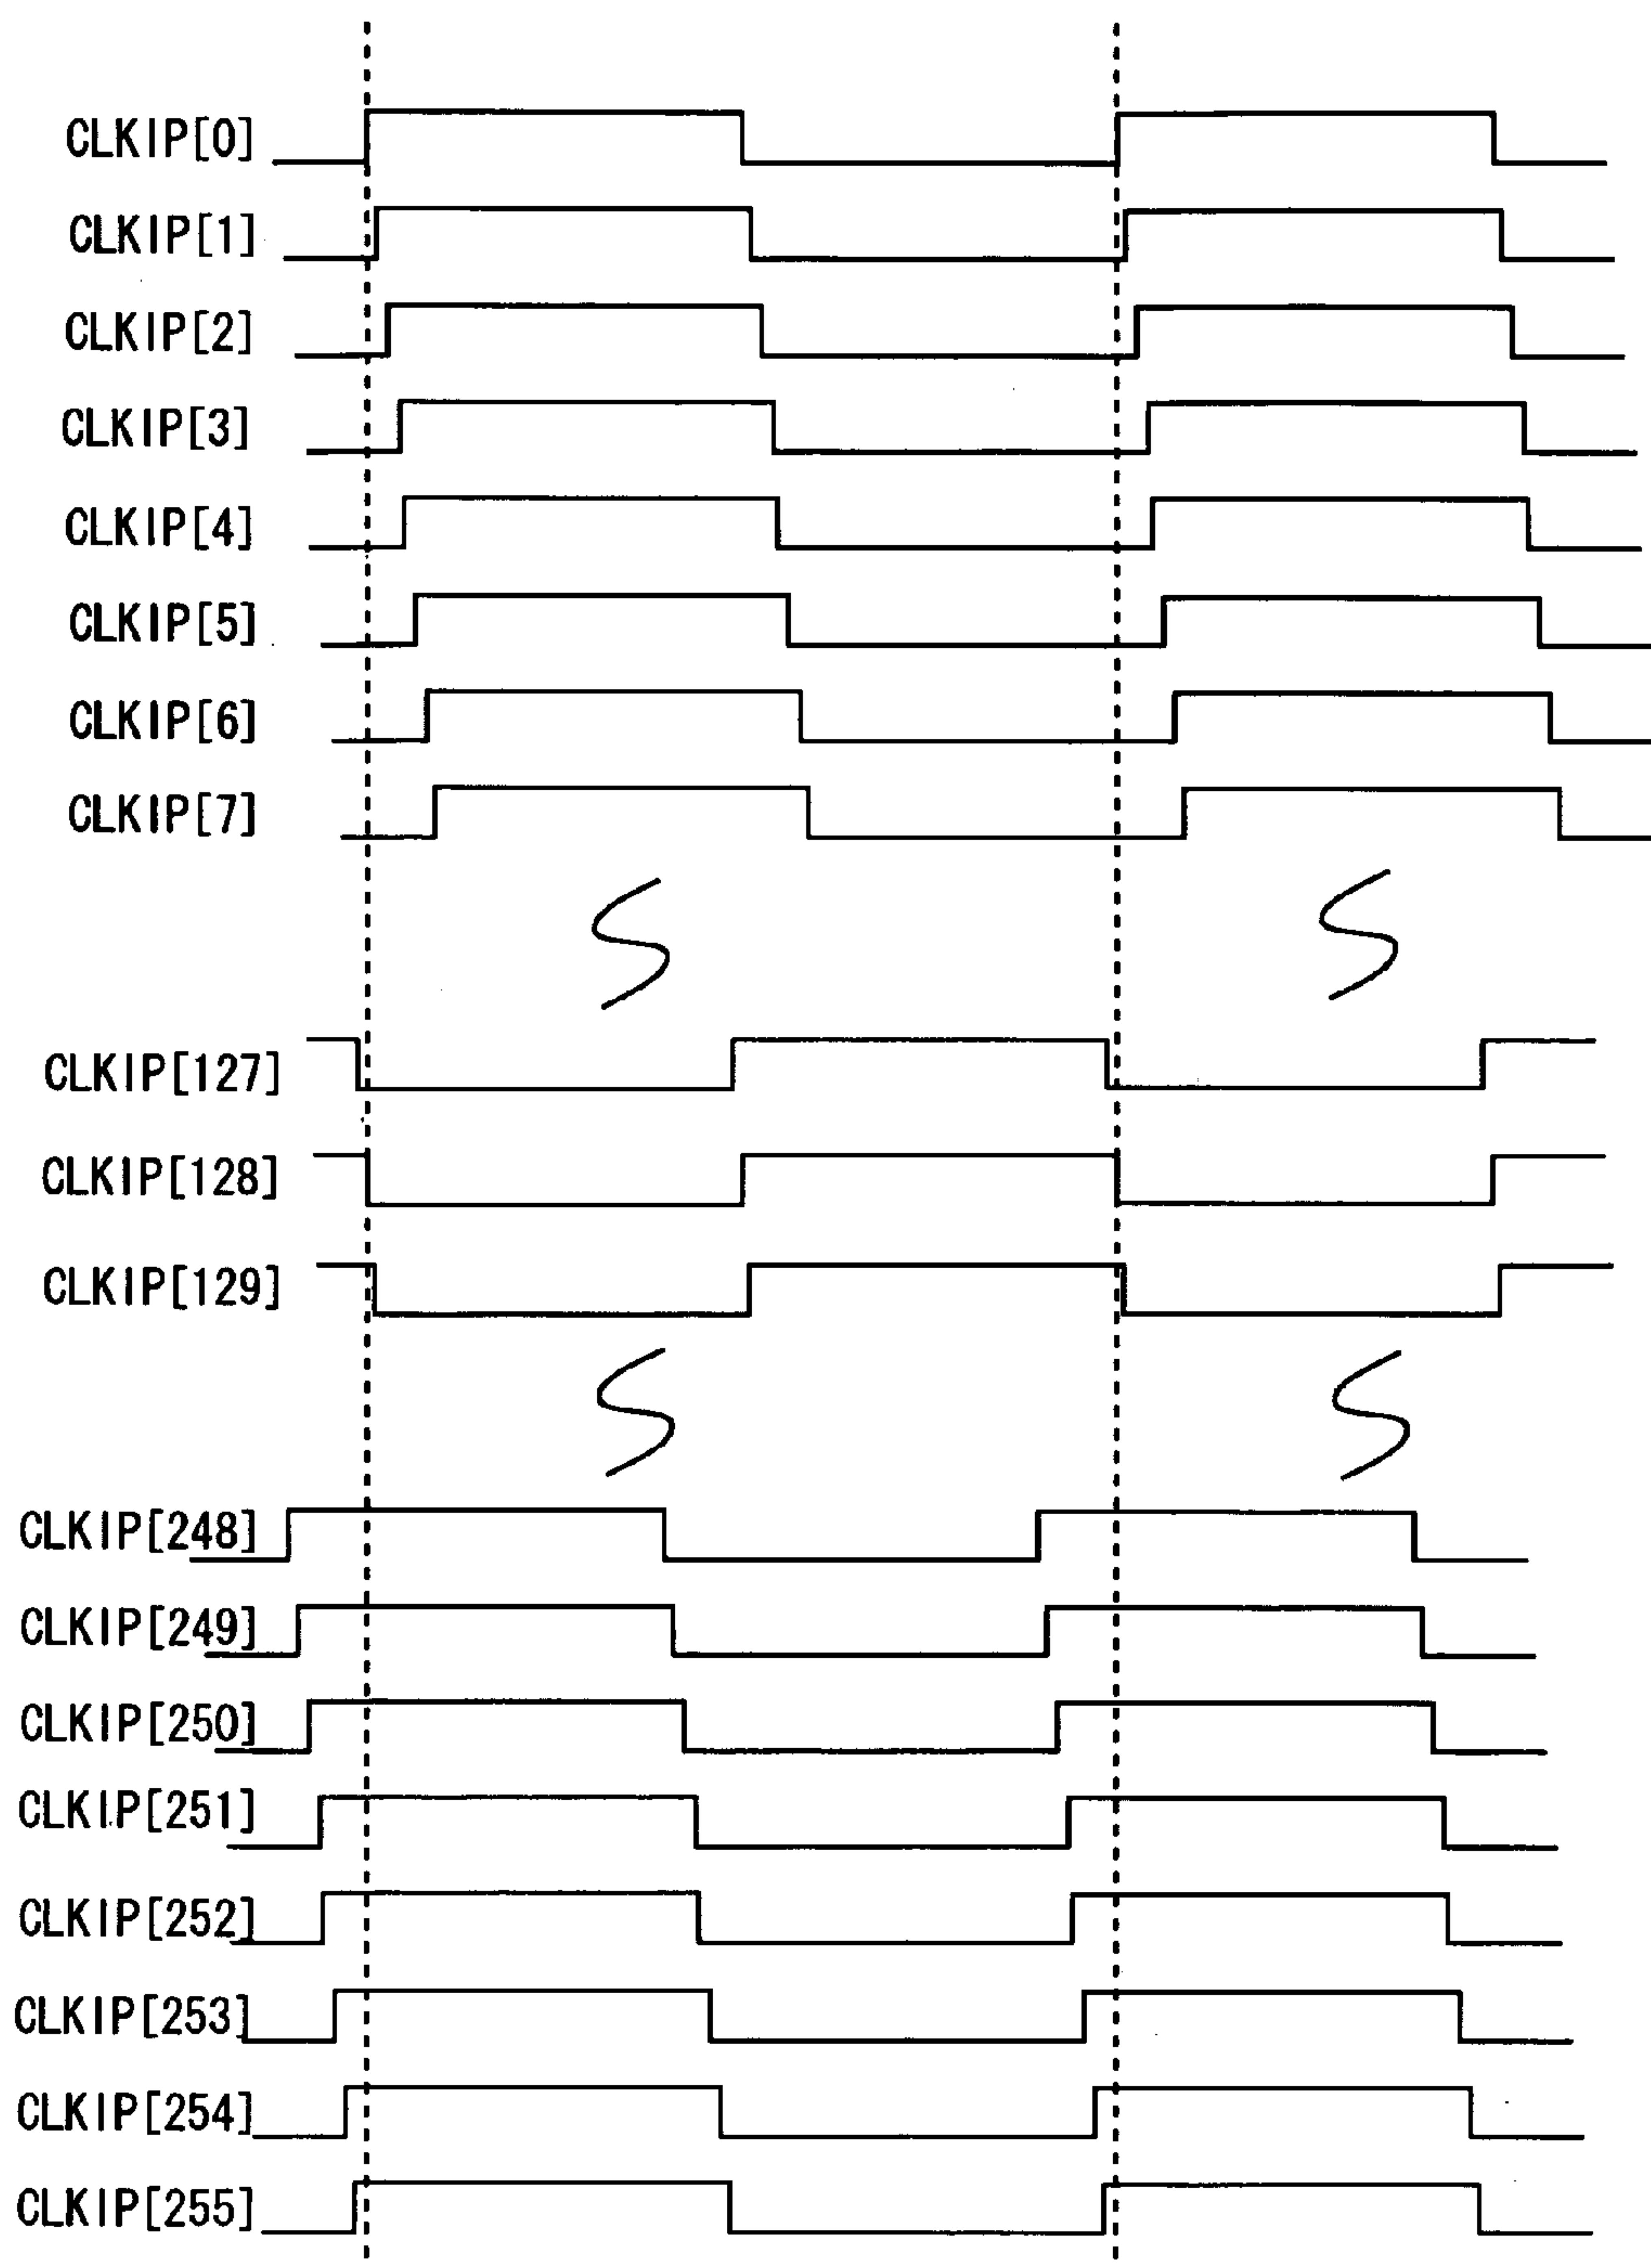 CLKIP[0]
CLKIP[1]
CLKIP[2]
CLKIP[3]
CLKIP[4]
CLKIP[5]
CLKIP[6]
CLKIP[7]
CLKIP[127]
CLKIP[128]
CLKIP[129]
CLKIP[248]
CLKIP[249]
CLKIP[250]
CLKIP[251]
CLKIP[252]
CLKIP[253]
CLKIP[254]
CLKIP[255]